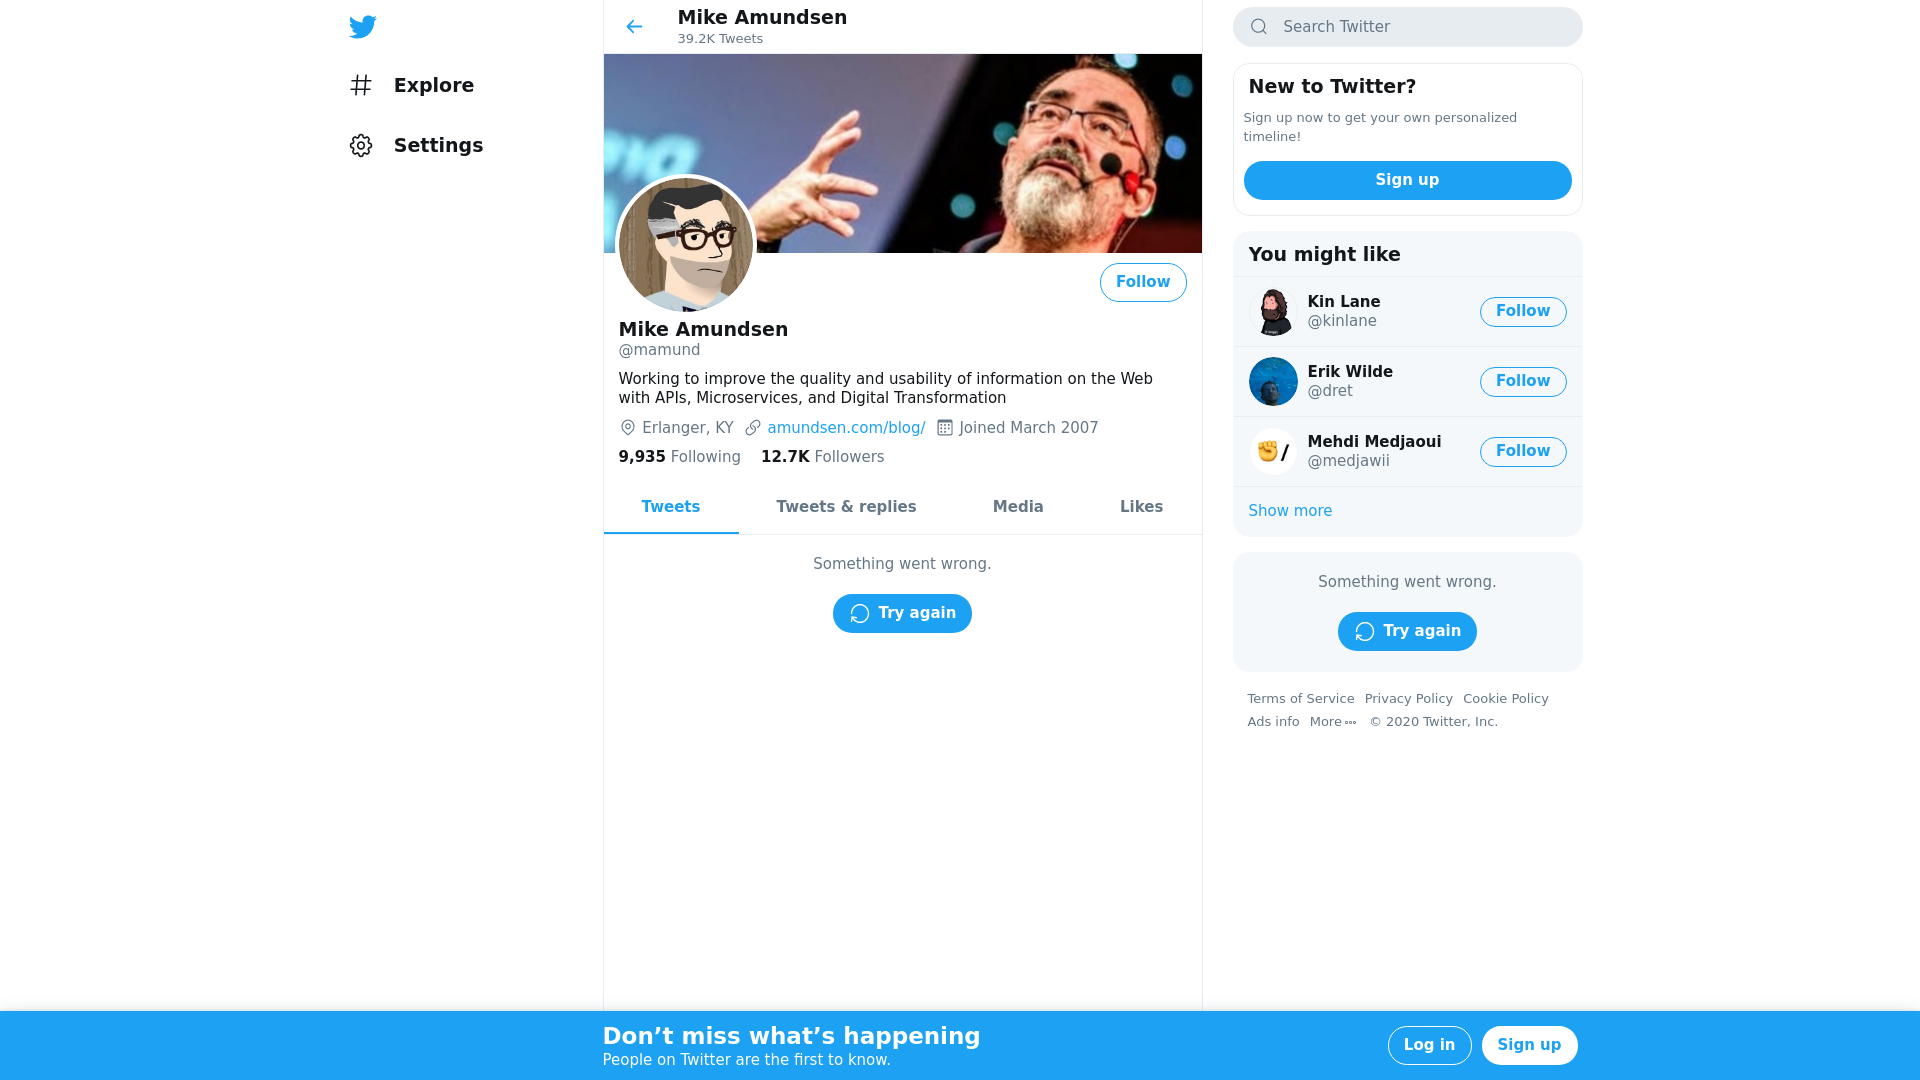 Explore
Settings
Mike Amundsen
39.2K Tweets
Follow
Mike Amundsen
@mamund
Working to improve the quality and usability of information on the Web
with APIs, Microservices, and Digital Transformation
Erlanger, KY amundsen.com/blog/ Joined March 2007
9,935 Following 12.7K Followers
Tweets Tweets & replies Media Likes
Something went wrong.
Try again
Search Twitter
New to Twitter?
Sign up now to get your own personalized
timeline!
Sign up
You might like
Kin Lane
@kinlane
Follow
Erik Wilde
@dret
Follow
Mehdi Medjaoui
@medjawii
Follow
Show more
Something went wrong.
Try again
Terms of Service Privacy Policy Cookie Policy
Ads info More © 2020 Twitter, Inc.
Don’t miss what’s happening
People on Twitter are the first to know.
Log in Sign up